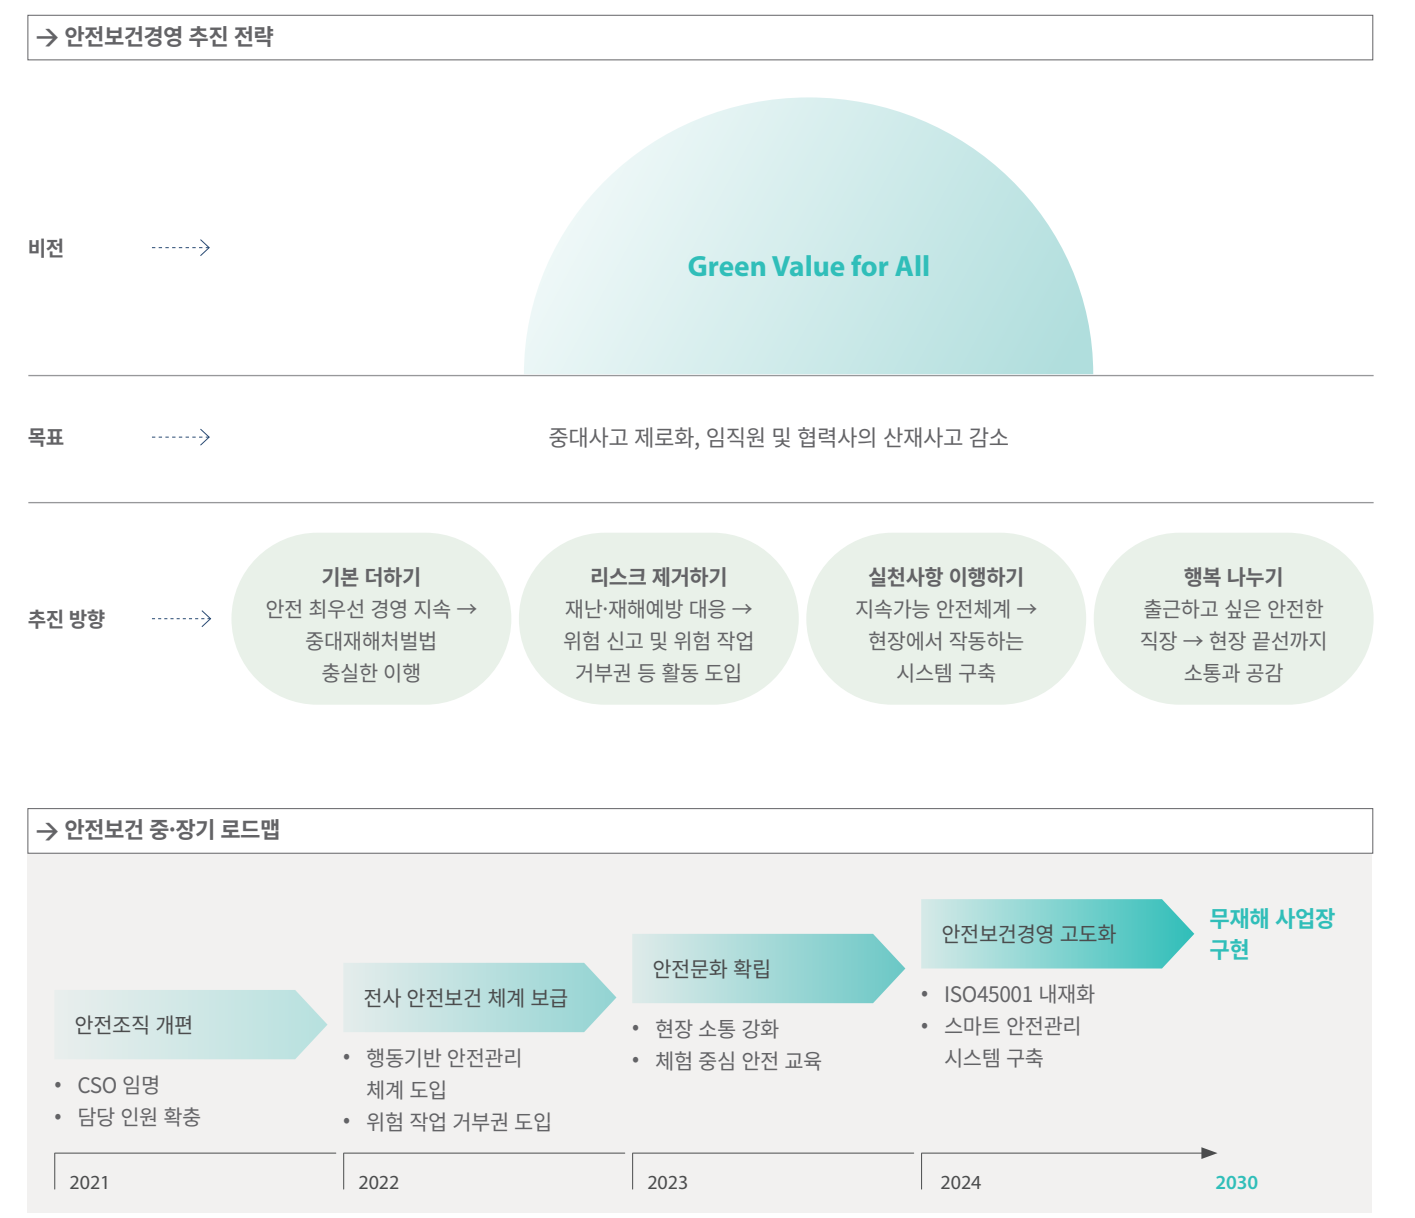 → 안전보건경영 추진 전략
비전
Green Value for All
목표
중대사고 제로화, 임직원 및 협력사의 산재사고 감소
추진 방향
기본 더하기
안전 최우선 경영 지속 →
중대재해처벌법
충실한 이행
리스크 제거하기
재난·재해예방 대응 →
위험 신고 및 위험 작업
거부권 등 활동 도입
실천사항 이행하기
지속가능 안전체계 →
현장에서 작동하는
시스템 구축
행복 나누기
출근하고 싶은 안전한
직장 → 현장 끝선까지
소통과 공감
→ 안전보건 중·장기 로드맵
안전조직 개편
• CSO 임명
• 담당 인원 확충
전사 안전보건 체계 보급
• 행동기반 안전관리
체계 도입
• 위험 작업 거부권 도입
안전문화 확립
• 현장 소통 강화
• 체험 중심 안전 교육
안전보건경영 고도화
• ISO45001 내재화
• 스마트 안전관리
시스템 구축
무재해 사업장
구현
2021
2022
2023
2024
2030